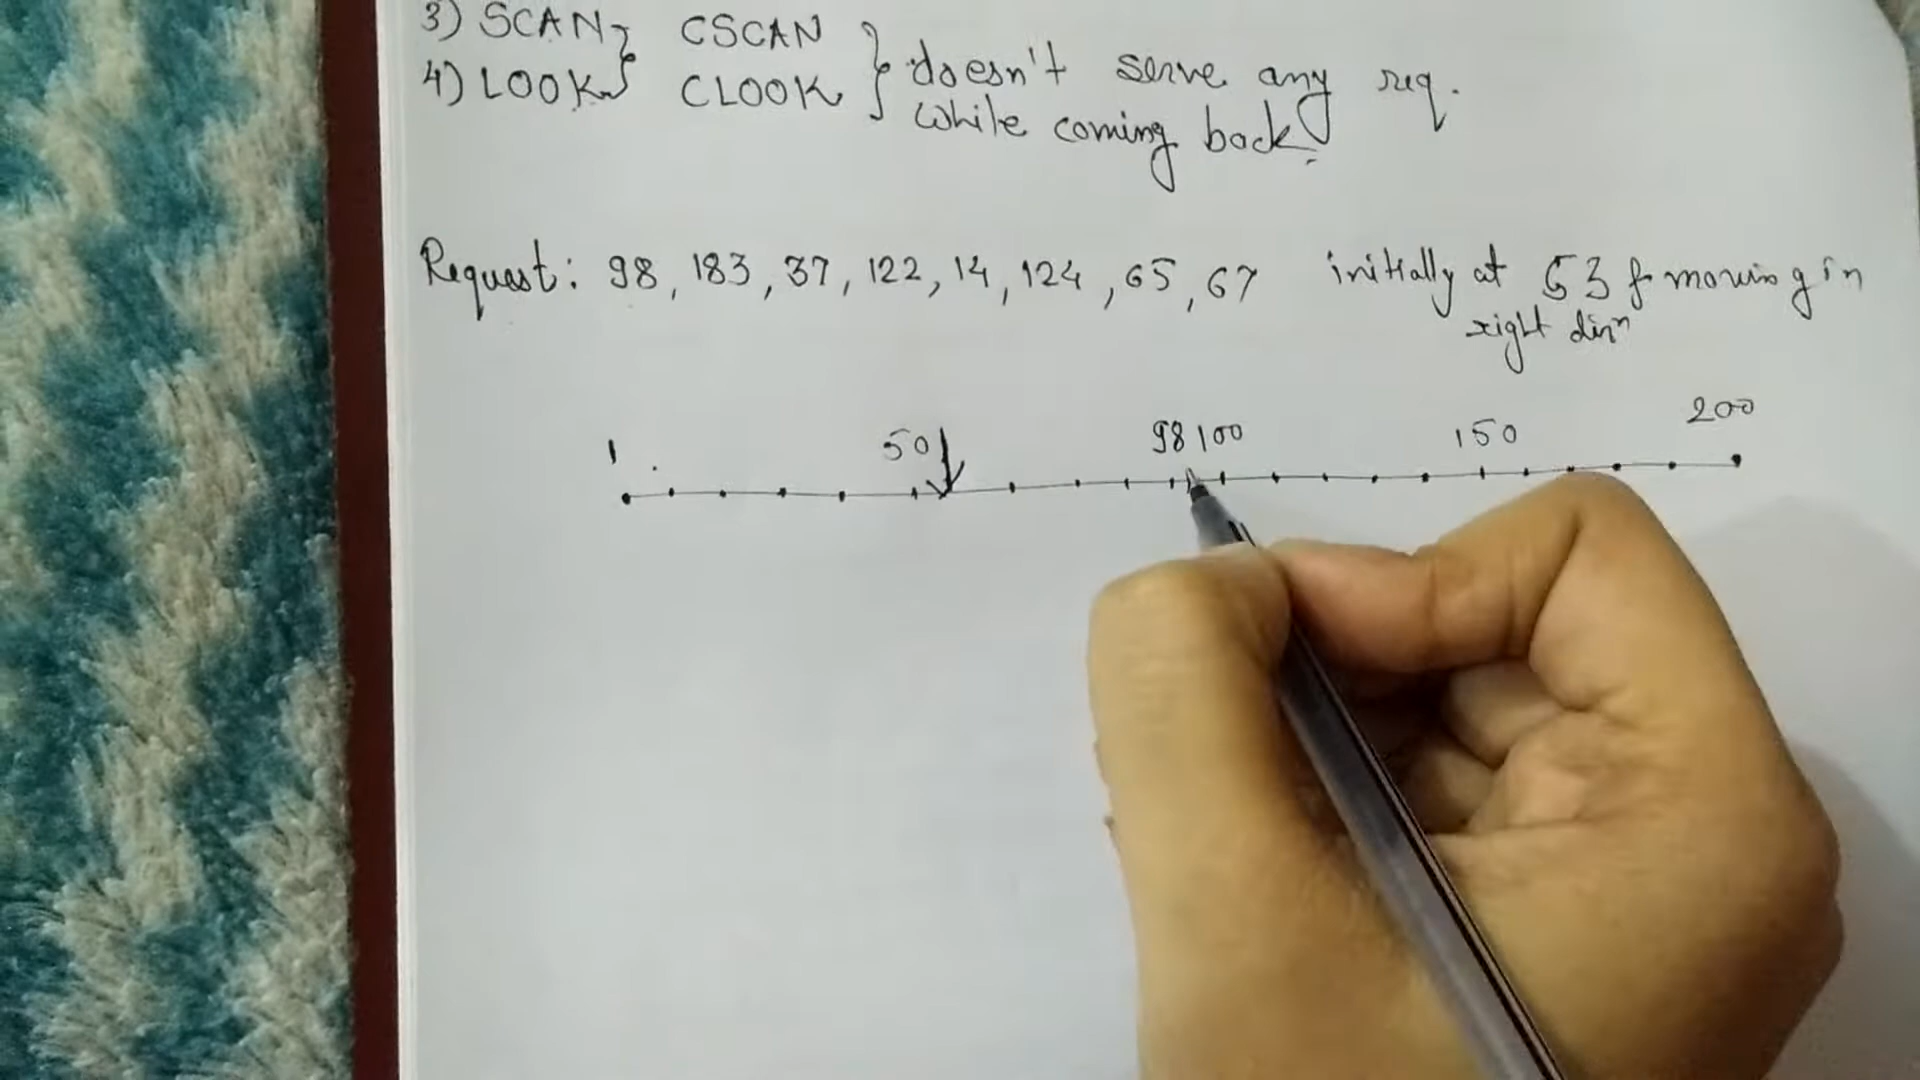 3) SCAN } CSCAN } doesn't serve any req.
4) LOOK } CLOOK } while coming back.
Request: 98, 183, 37, 122, 14, 124, 65, 67 initially at 53 & moving in
right dirⁿ
1 50 98 100 150 200